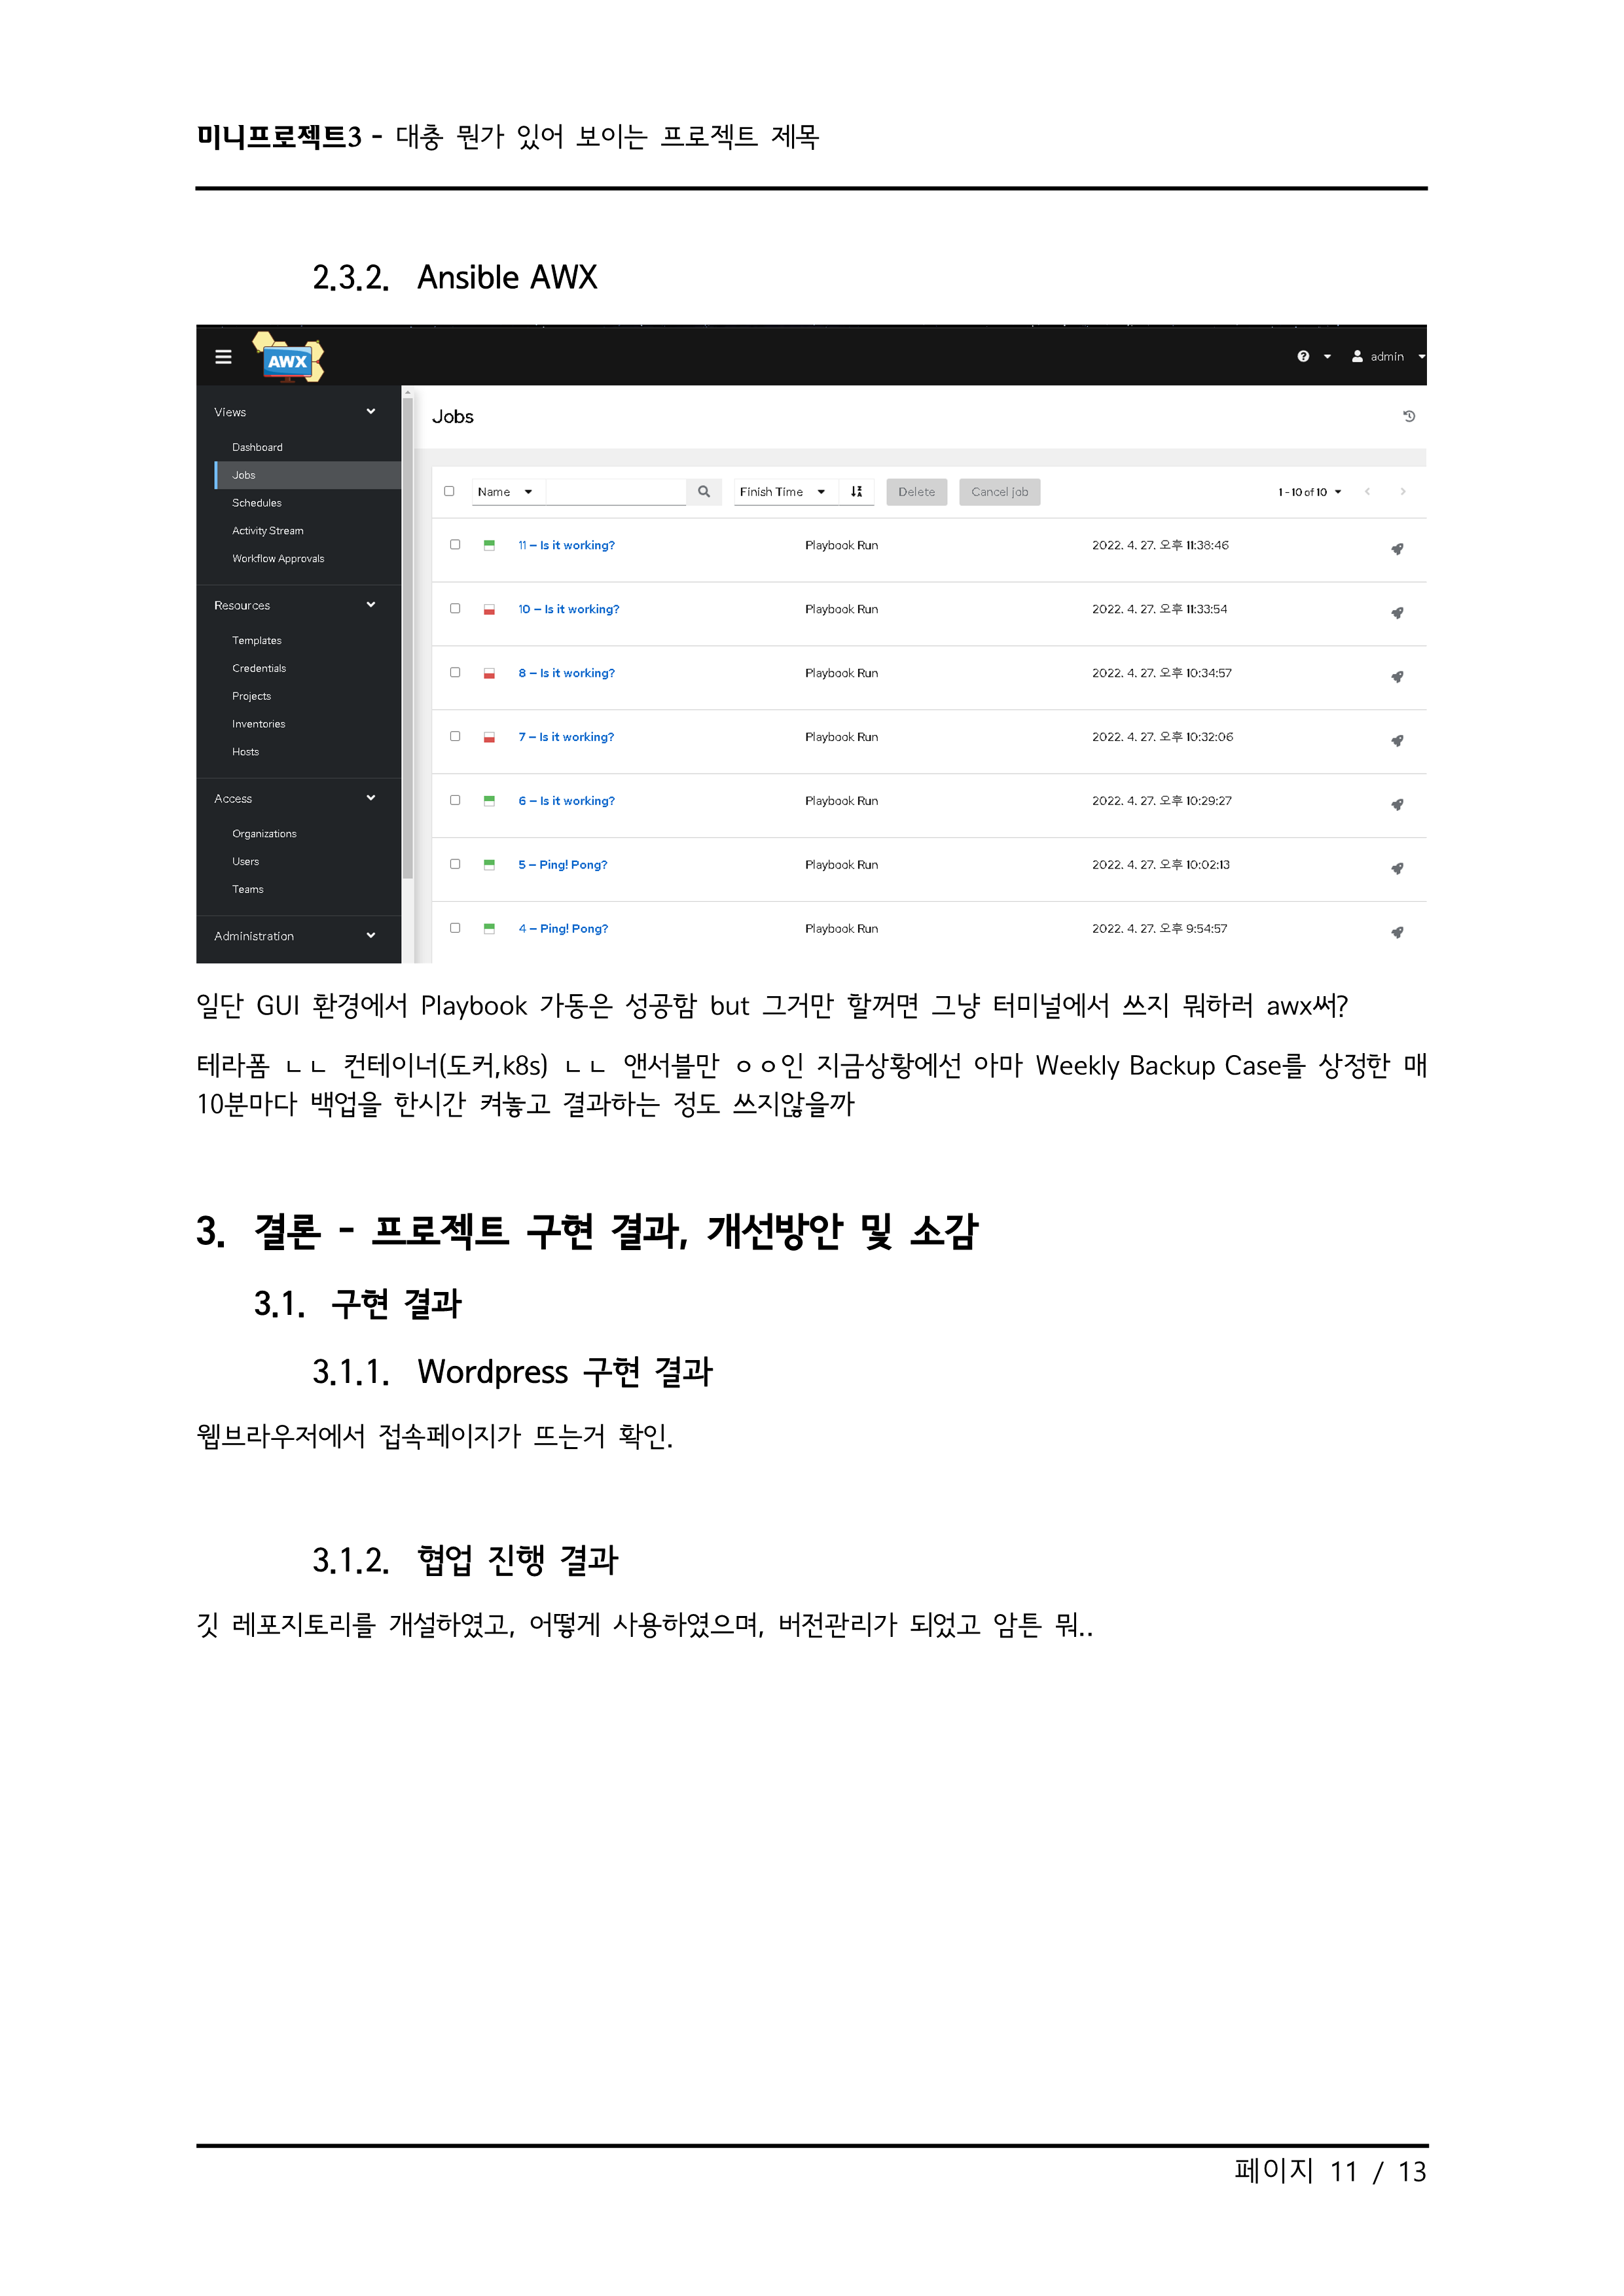 미니프로젝트3 - 대충 뭔가 있어 보이는 프로젝트 제목
2.3.2. Ansible AWX
AWX
admin
Views
Dashboard
Jobs
Schedules
Activity Stream
Workflow Approvals
Resources
Templates
Credentials
Projects
Inventories
Hosts
Access
Organizations
Users
Teams
Administration
Jobs
Name Finish Time Delete Cancel job 1 - 10 of 10
11 – Is it working? Playbook Run 2022. 4. 27. 오후 11:38:46
10 – Is it working? Playbook Run 2022. 4. 27. 오후 11:33:54
8 – Is it working? Playbook Run 2022. 4. 27. 오후 10:34:57
7 – Is it working? Playbook Run 2022. 4. 27. 오후 10:32:06
6 – Is it working? Playbook Run 2022. 4. 27. 오후 10:29:27
5 – Ping! Pong? Playbook Run 2022. 4. 27. 오후 10:02:13
4 – Ping! Pong? Playbook Run 2022. 4. 27. 오후 9:54:57
일단 GUI 환경에서 Playbook 가동은 성공함 but 그거만 할꺼면 그냥 터미널에서 쓰지 뭐하러 awx써?
테라폼 ㄴㄴ 컨테이너(도커,k8s) ㄴㄴ 앤서블만 ㅇㅇ인 지금상황에선 아마 Weekly Backup Case를 상정한 매
10분마다 백업을 한시간 켜놓고 결과하는 정도 쓰지않을까
3. 결론 - 프로젝트 구현 결과, 개선방안 및 소감
3.1. 구현 결과
3.1.1. Wordpress 구현 결과
웹브라우저에서 접속페이지가 뜨는거 확인.
3.1.2. 협업 진행 결과
깃 레포지토리를 개설하였고, 어떻게 사용하였으며, 버전관리가 되었고 암튼 뭐..
페이지 11 / 13